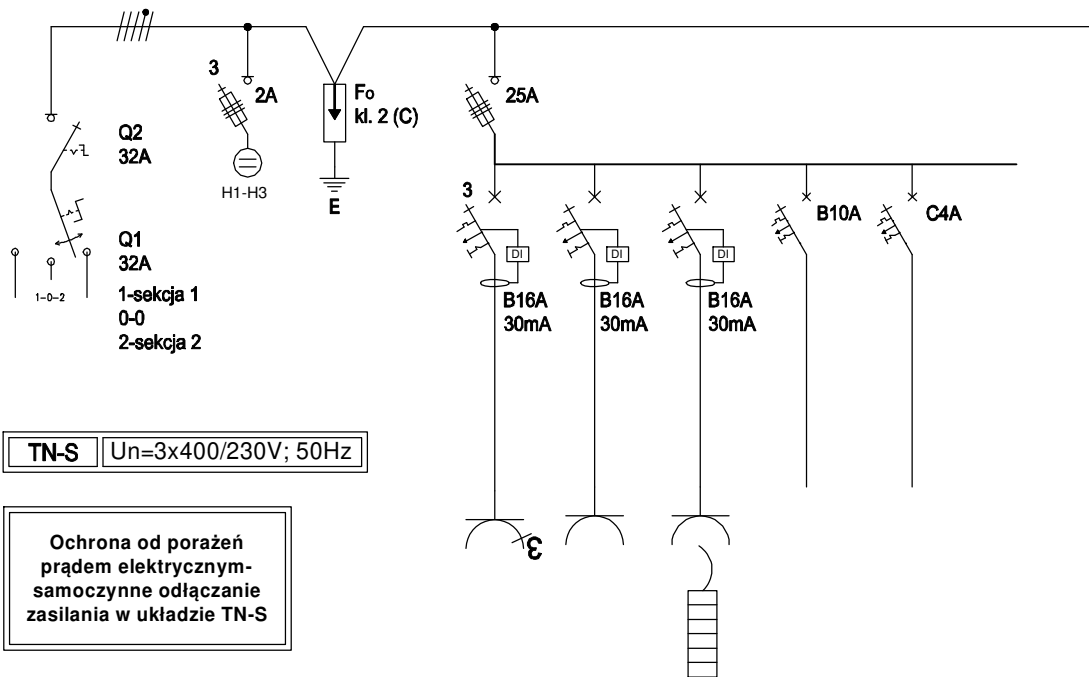 3
2A
H1-H3
Fo
kl. 2 (C)
E
25A
Q2
32A
Q1
32A
1-sekcja 1
0-0
2-sekcja 2
1-0-2
3
DI
B16A
30mA
DI
B16A
30mA
DI
B16A
30mA
B10A
C4A
3
TN-S
Un=3x400/230V; 50Hz
Ochrona od porażeń
prądem elektrycznym-
samoczynne odłączanie
zasilania w układzie TN-S